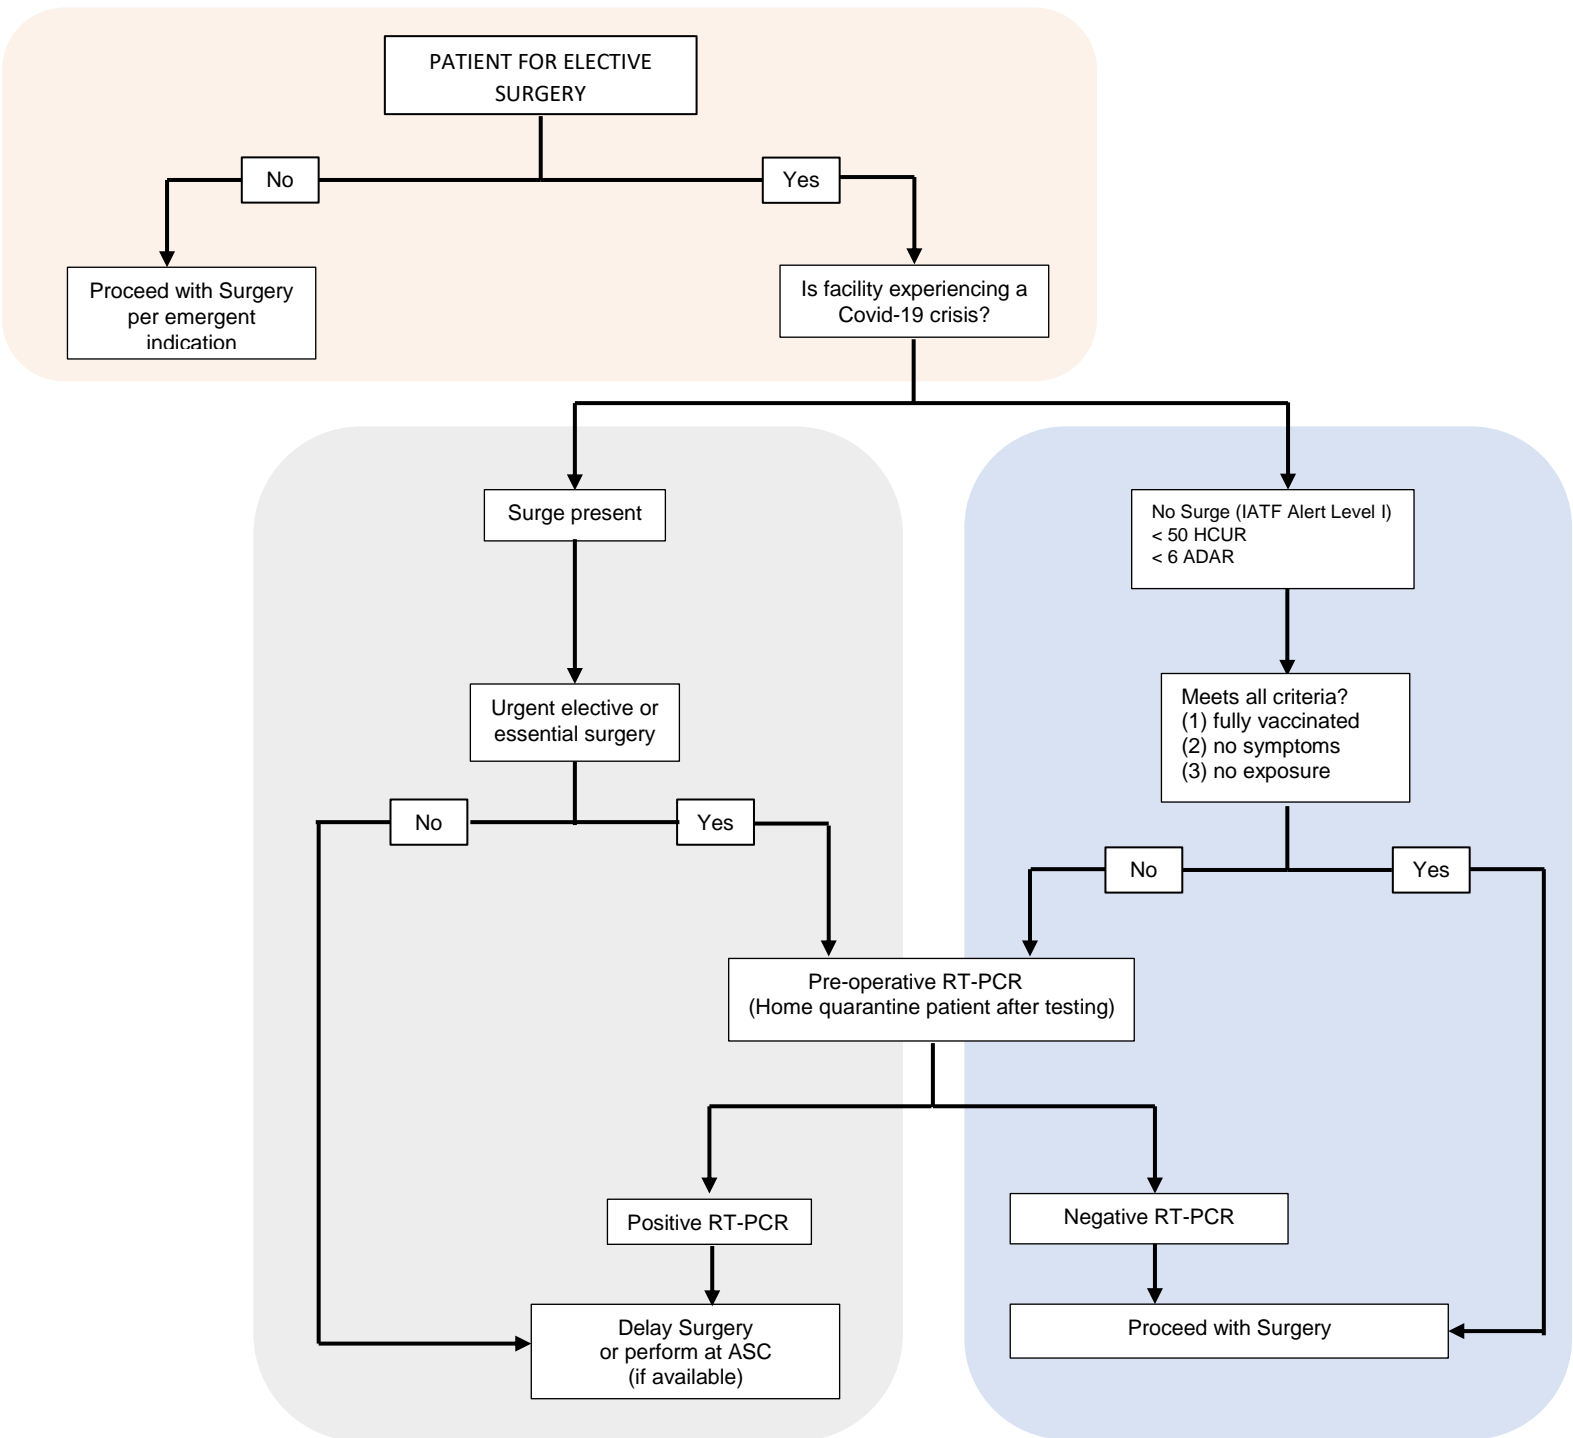 PATIENT FOR ELECTIVE
SURGERY
No
Yes
Proceed with Surgery
per emergent
indication
Is facility experiencing a
Covid-19 crisis?
Surge present
No Surge (IATF Alert Level I)
< 50 HCUR
< 6 ADAR
Urgent elective or
essential surgery
Meets all criteria?
(1) fully vaccinated
(2) no symptoms
(3) no exposure
No
Yes
No
Yes
Pre-operative RT-PCR
(Home quarantine patient after testing)
Positive RT-PCR
Negative RT-PCR
Delay Surgery
or perform at ASC
(if available)
Proceed with Surgery